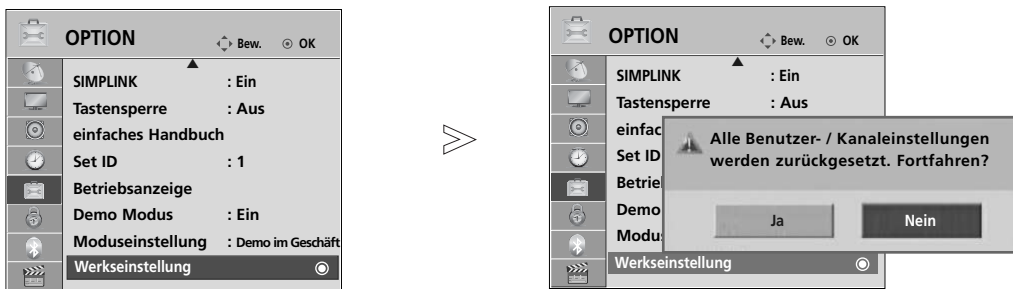 OPTION
Bew. OK
SIMPLINK : Ein
Tastensperre : Aus
einfaches Handbuch
Set ID : 1
Betriebsanzeige
Demo Modus : Ein
Moduseinstellung : Demo im Geschäft
Werkseinstellung
OPTION
Bew. OK
SIMPLINK : Ein
Tastensperre : Aus
einfac
Set ID
Betrie
Demo
Modu
Werkseinstellung
Alle Benutzer- / Kanaleinstellungen
werden zurückgesetzt. Fortfahren?
Ja Nein